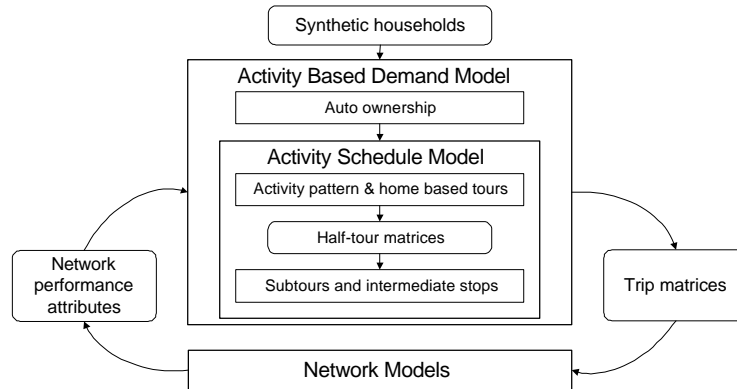 Synthetic households
Activity Based Demand Model
Auto ownership
Activity Schedule Model
Activity pattern & home based tours
Half-tour matrices
Subtours and intermediate stops
Network
performance
attributes
Trip matrices
Network Models